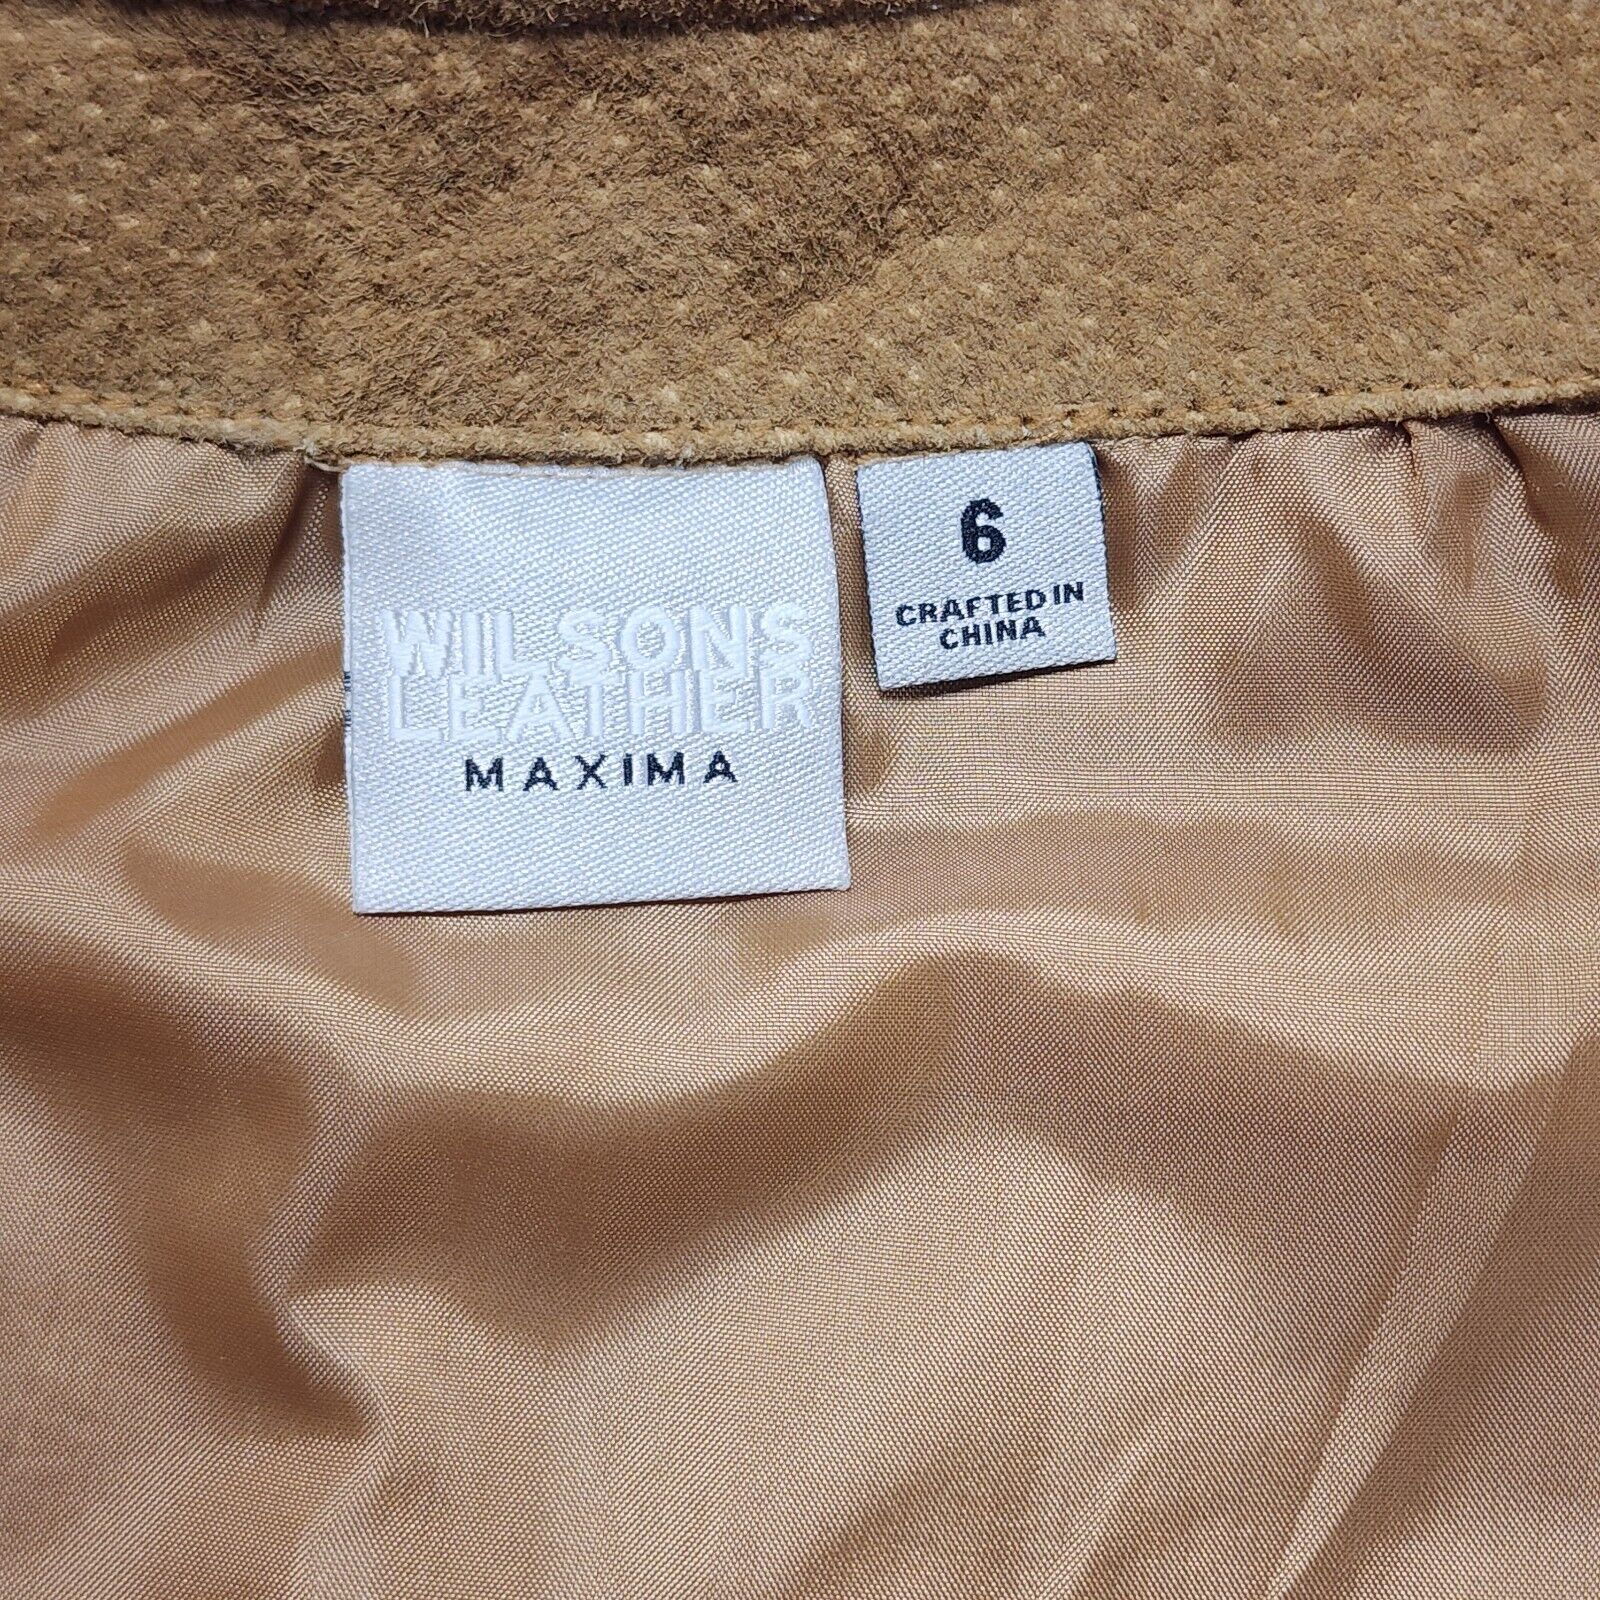 WILSONS
LEATHER
MAXIMA
6
CRAFTED IN
CHINA